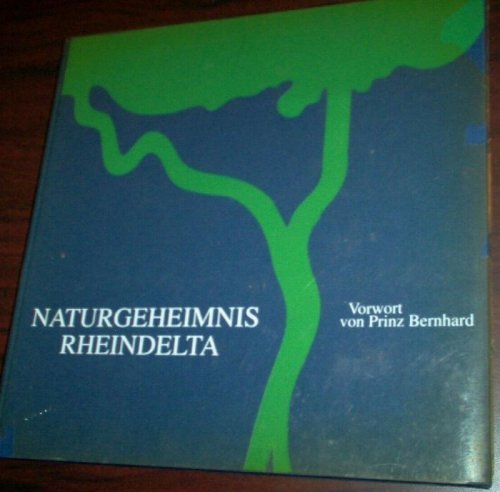 NATURGEHEIMNIS
RHEINDELTA
Vorwort
von Prinz Bernhard